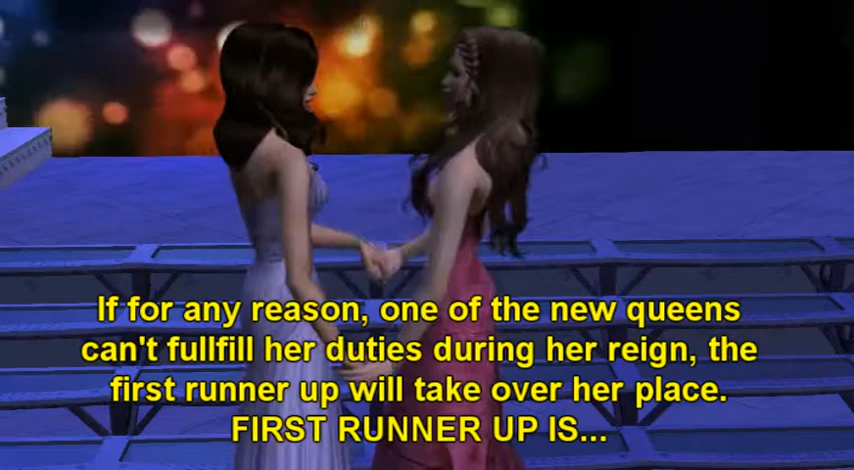 If for any reason, one of the new queens
can't fullfill her duties during her reign, the
first runner up will take over her place.
FIRST RUNNER UP IS...